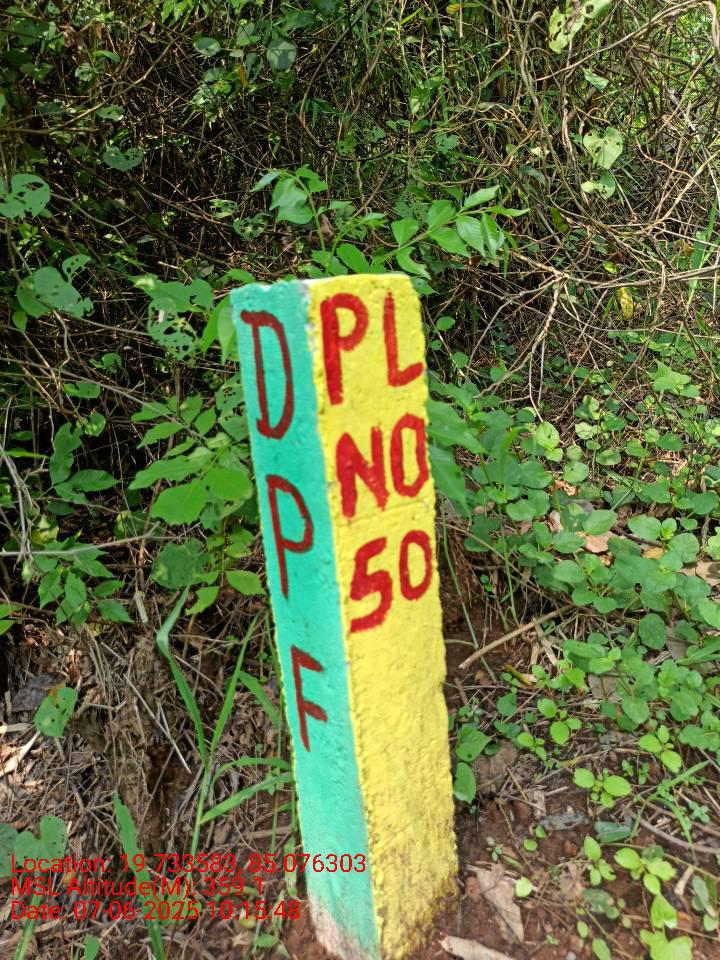 D
P
F
PL
NO
50
Location: 19.733583, 85.076303
MSL Altitude(M): 359.1
Date: 07-06-2025 10:15:48